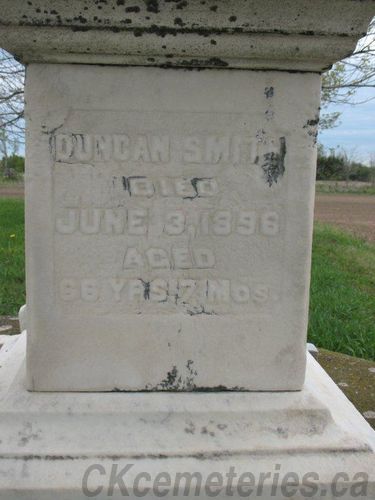 DUNCAN SMITH
DIED
JUNE 3, 1896
AGED
66 YRS 7 MOS.
CKcemeteries.ca